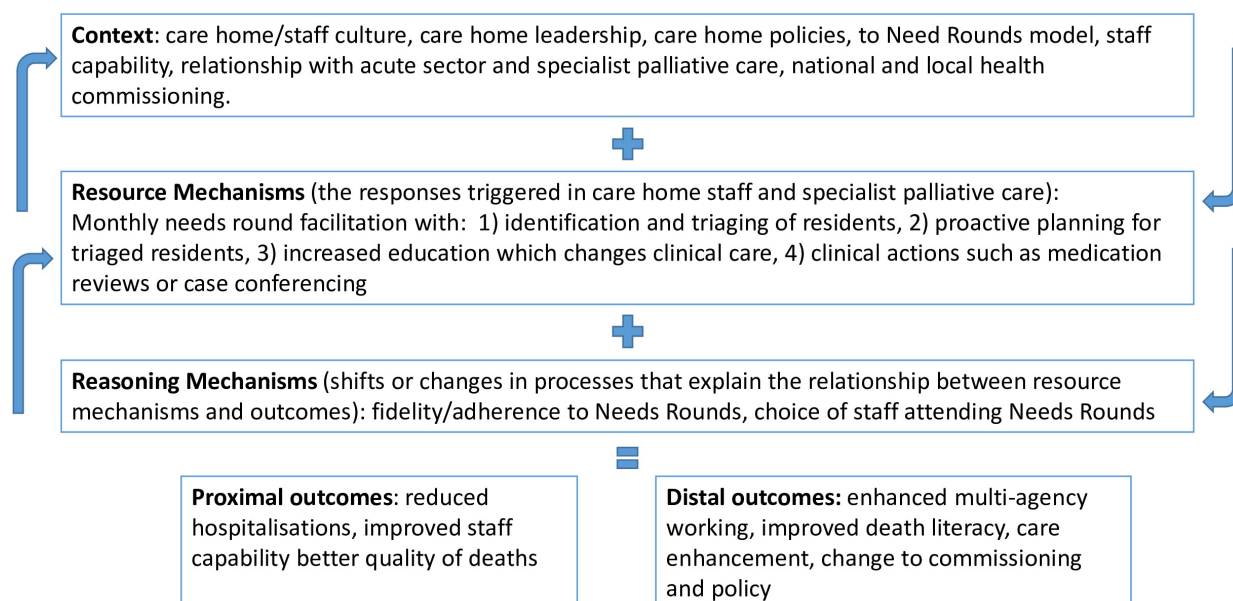 Context: care home/staff culture, care home leadership, care home policies, to Need Rounds model, staff
capability, relationship with acute sector and specialist palliative care, national and local health
commissioning.
Resource Mechanisms (the responses triggered in care home staff and specialist palliative care):
Monthly needs round facilitation with: 1) identification and triaging of residents, 2) proactive planning for
triaged residents, 3) increased education which changes clinical care, 4) clinical actions such as medication
reviews or case conferencing
Reasoning Mechanisms (shifts or changes in processes that explain the relationship between resource
mechanisms and outcomes): fidelity/adherence to Needs Rounds, choice of staff attending Needs Rounds
Proximal outcomes: reduced
hospitalisations, improved staff
capability better quality of deaths
Distal outcomes: enhanced multi-agency
working, improved death literacy, care
enhancement, change to commissioning
and policy